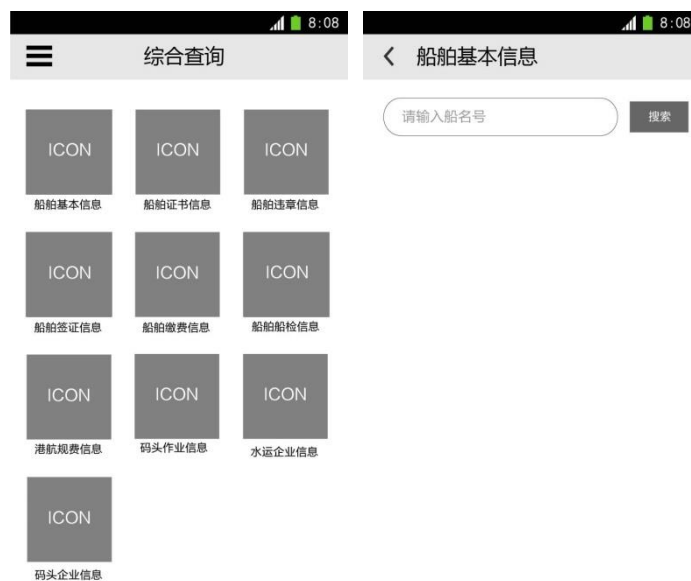 8:08
综合查询
ICON ICON ICON
船舶基本信息 船舶证书信息 船舶违章信息
ICON ICON ICON
船舶签证信息 船舶缴费信息 船舶船检信息
ICON ICON ICON
港航规费信息 码头作业信息 水运企业信息
ICON
码头企业信息
8:08
船舶基本信息
请输入船名号 搜索